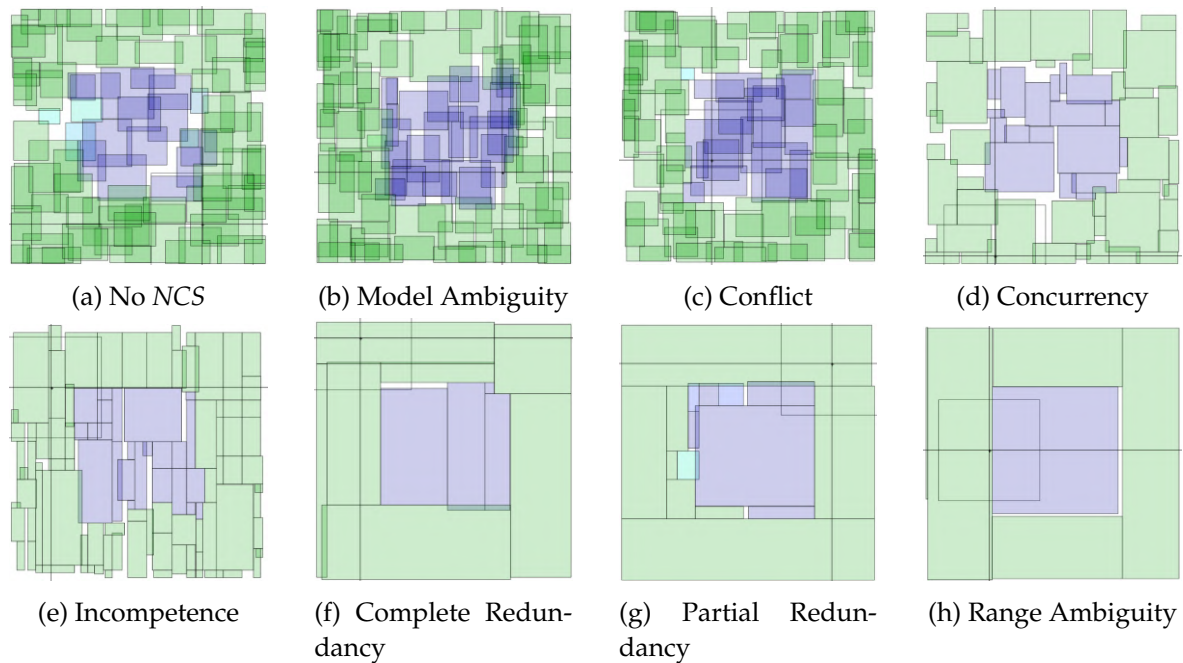 (a) No NCS
(b) Model Ambiguity
(c) Conflict
(d) Concurrency
(e) Incompetence
(f) Complete Redun-
dancy
(g) Partial Redun-
dancy
(h) Range Ambiguity